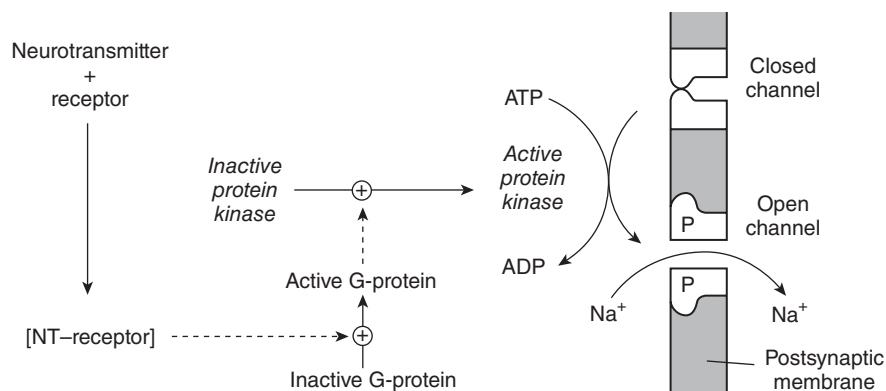 Neurotransmitter
+
receptor
Inactive
protein
kinase
+
Active G-protein
[NT–receptor]
+
Inactive G-protein
ATP
Active
protein
kinase
ADP
Closed
channel
P
Open
channel
P
Na⁺
Na⁺
Postsynaptic
membrane